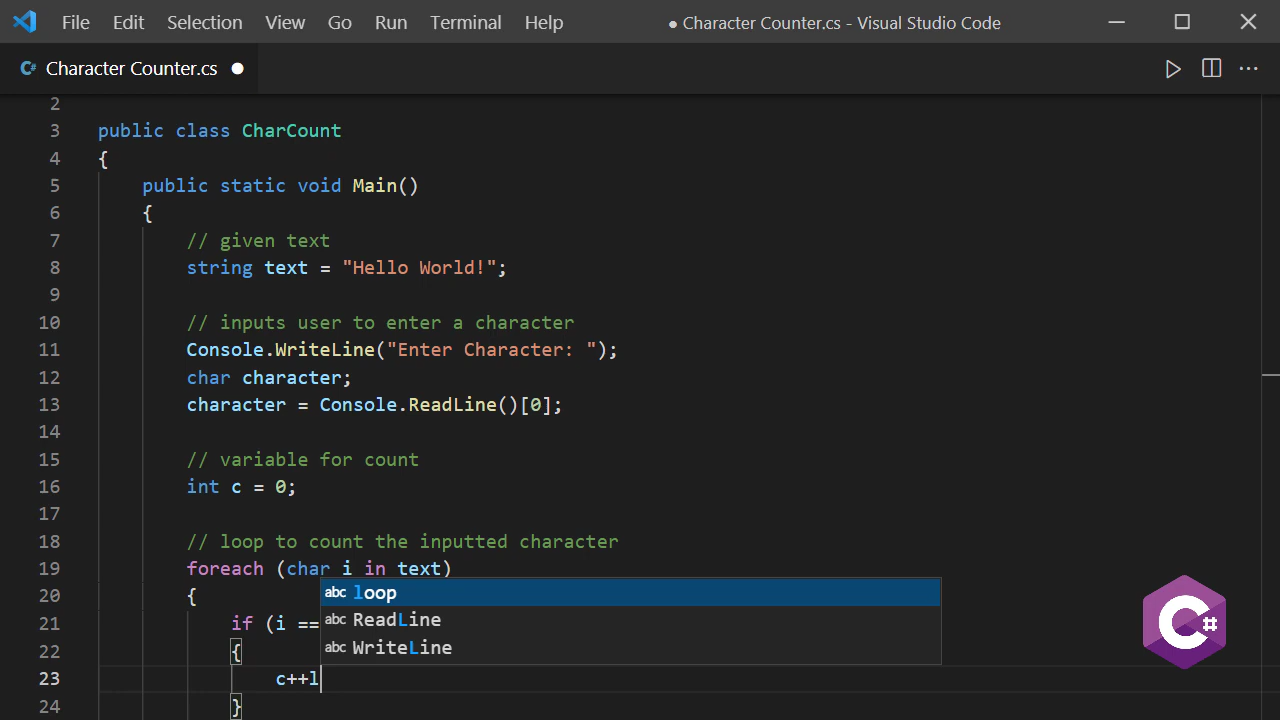 File Edit Selection View Go Run Terminal Help ● Character Counter.cs - Visual Studio Code
C# Character Counter.cs ●
2
3 public class CharCount
4 {
5 public static void Main()
6 {
7 // given text
8 string text = "Hello World!";
9
10 // inputs user to enter a character
11 Console.WriteLine("Enter Character: ");
12 char character;
13 character = Console.ReadLine()[0];
14
15 // variable for count
16 int c = 0;
17
18 // loop to count the inputted character
19 foreach (char i in text)
20 {
abc loop
21 if (i ==
abc ReadLine
22 {
abc WriteLine
23 c++l
24 }
C#